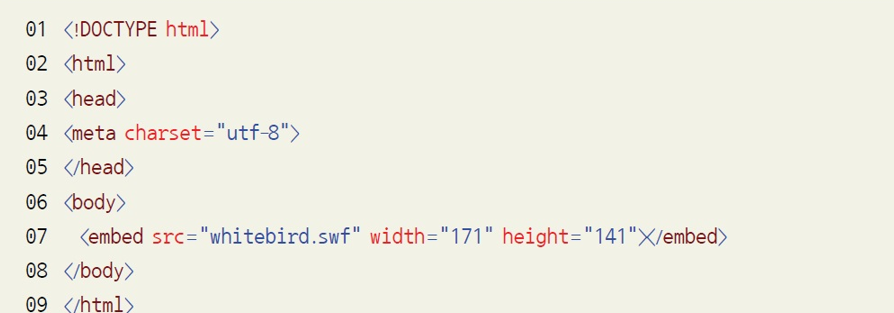 01 <!DOCTYPE html>
02 <html>
03 <head>
04 <meta charset="utf-8">
05 </head>
06 <body>
07 <embed src="whitebird.swf" width="171" height="141"></embed>
08 </body>
09 </html>